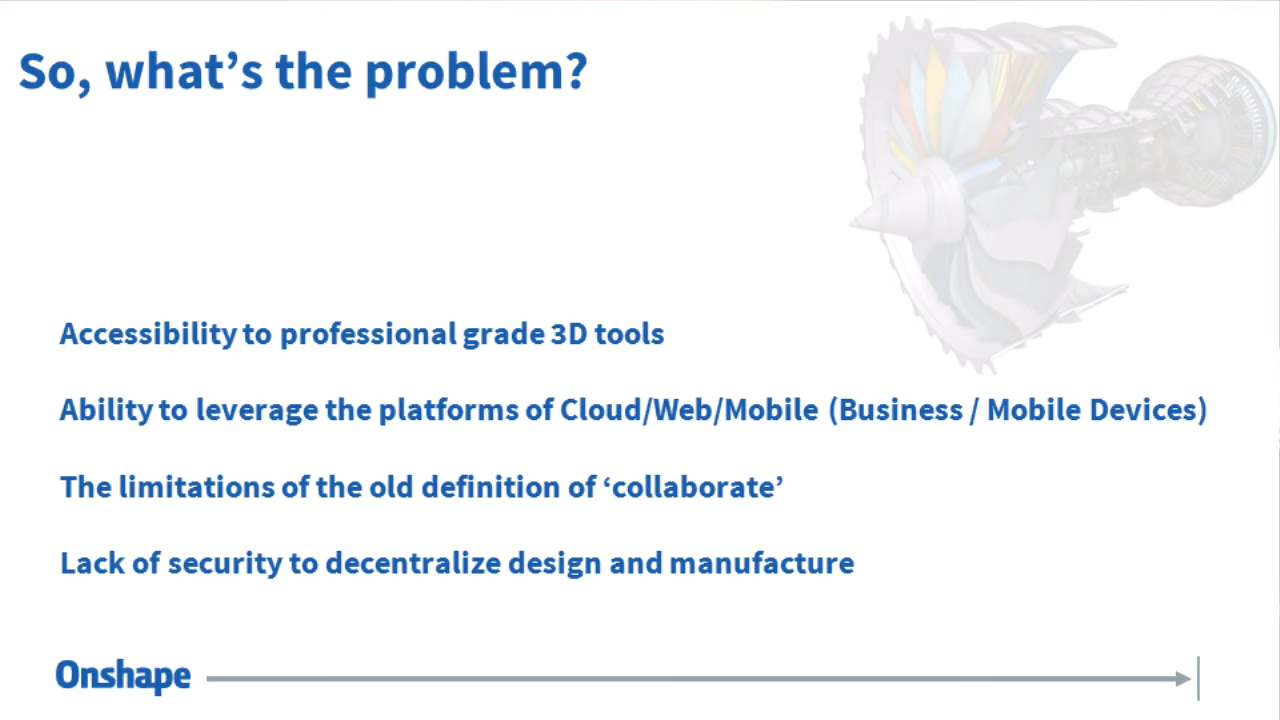 So, what’s the problem?
Accessibility to professional grade 3D tools
Ability to leverage the platforms of Cloud/Web/Mobile (Business / Mobile Devices)
The limitations of the old definition of ‘collaborate’
Lack of security to decentralize design and manufacture
Onshape